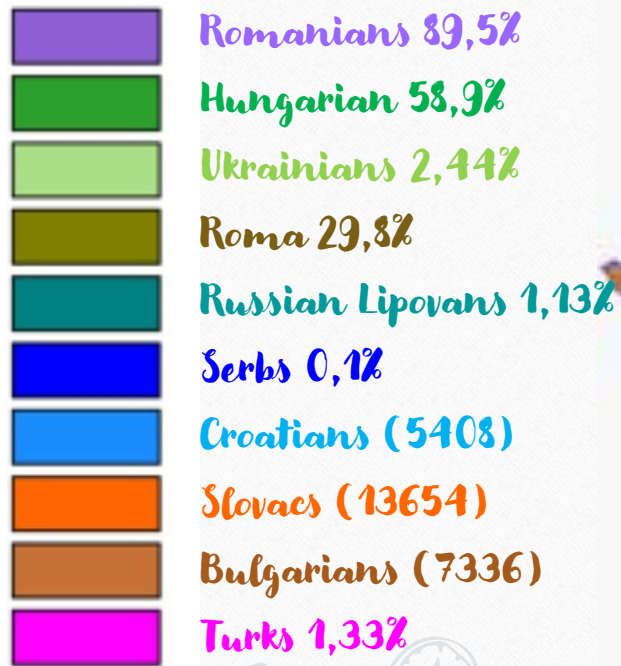 Romanians 89,5%
Hungarian 58,9%
Ukrainians 2,44%
Roma 29,8%
Russian Lipovans 1,13%
Serbs 0,1%
Croatians (5408)
Slovacs (13654)
Bulgarians (7336)
Turks 1,33%